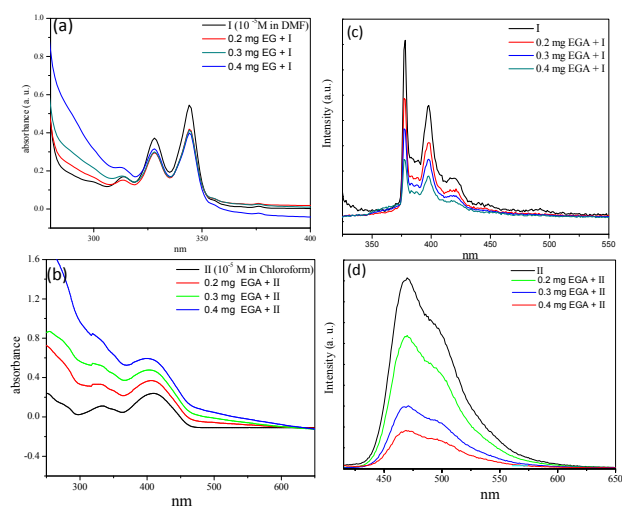 (a)
I (10⁻⁵M in DMF)
0.2 mg EG + I
0.3 mg EG + I
0.4 mg EG + I
absorbance (a. u.)
0.8
0.6
0.4
0.2
0.0
300
350
400
nm
(c)
I
0.2 mg EGA + I
0.3 mg EGA + I
0.4 mg EGA + I
Intensity (a.u.)
350
400
450
500
550
nm
(b)
II (10⁻⁵ M in Chloroform)
0.2 mg EGA + II
0.3 mg EGA + II
0.4 mg EGA + II
absorbance
1.6
1.2
0.8
0.4
0.0
-0.4
300
400
500
600
nm
(d)
II
0.2 mg EGA + II
0.3 mg EGA + II
0.4 mg EGA + II
Intensity (a. u.)
450
500
550
600
650
nm